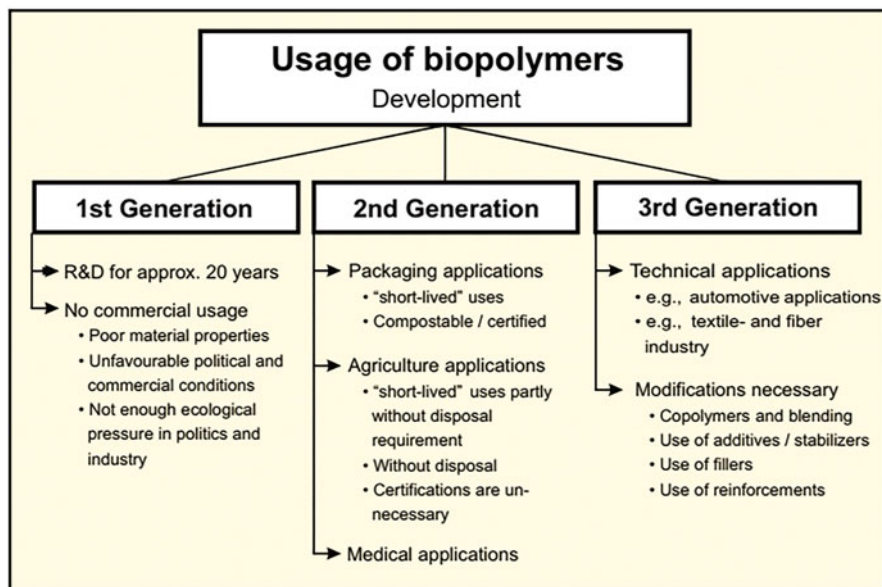 Usage of biopolymers
Development
1st Generation
R&D for approx. 20 years
No commercial usage
• Poor material properties
• Unfavourable political and
commercial conditions
• Not enough ecological
pressure in politics and
industry
2nd Generation
Packaging applications
• “short-lived” uses
• Compostable / certified
Agriculture applications
• “short-lived” uses partly
without disposal
requirement
• Without disposal
• Certifications are un-
necessary
Medical applications
3rd Generation
Technical applications
• e.g., automotive applications
• e.g., textile- and fiber
industry
Modifications necessary
• Copolymers and blending
• Use of additives / stabilizers
• Use of fillers
• Use of reinforcements